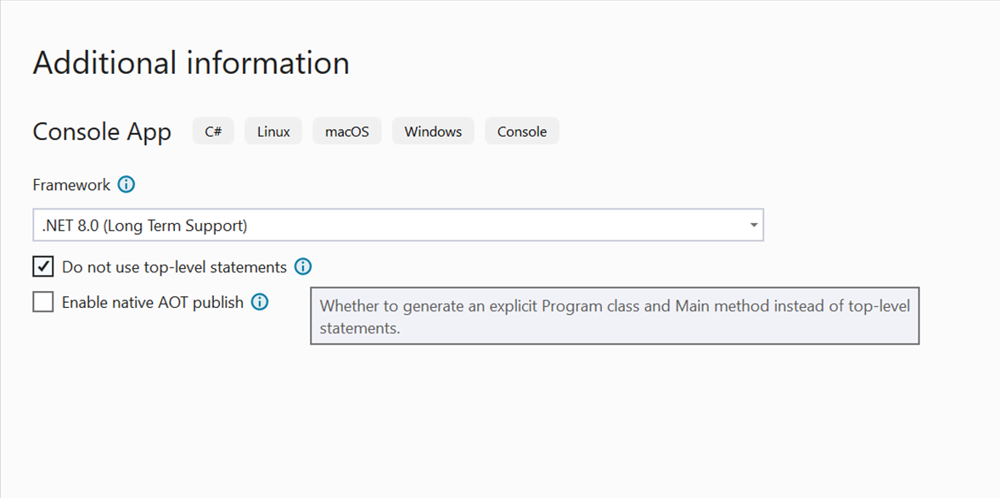 Additional information
Console App C# Linux macOS Windows Console
Framework
.NET 8.0 (Long Term Support)
Do not use top-level statements
Enable native AOT publish
Whether to generate an explicit Program class and Main method instead of top-level
statements.